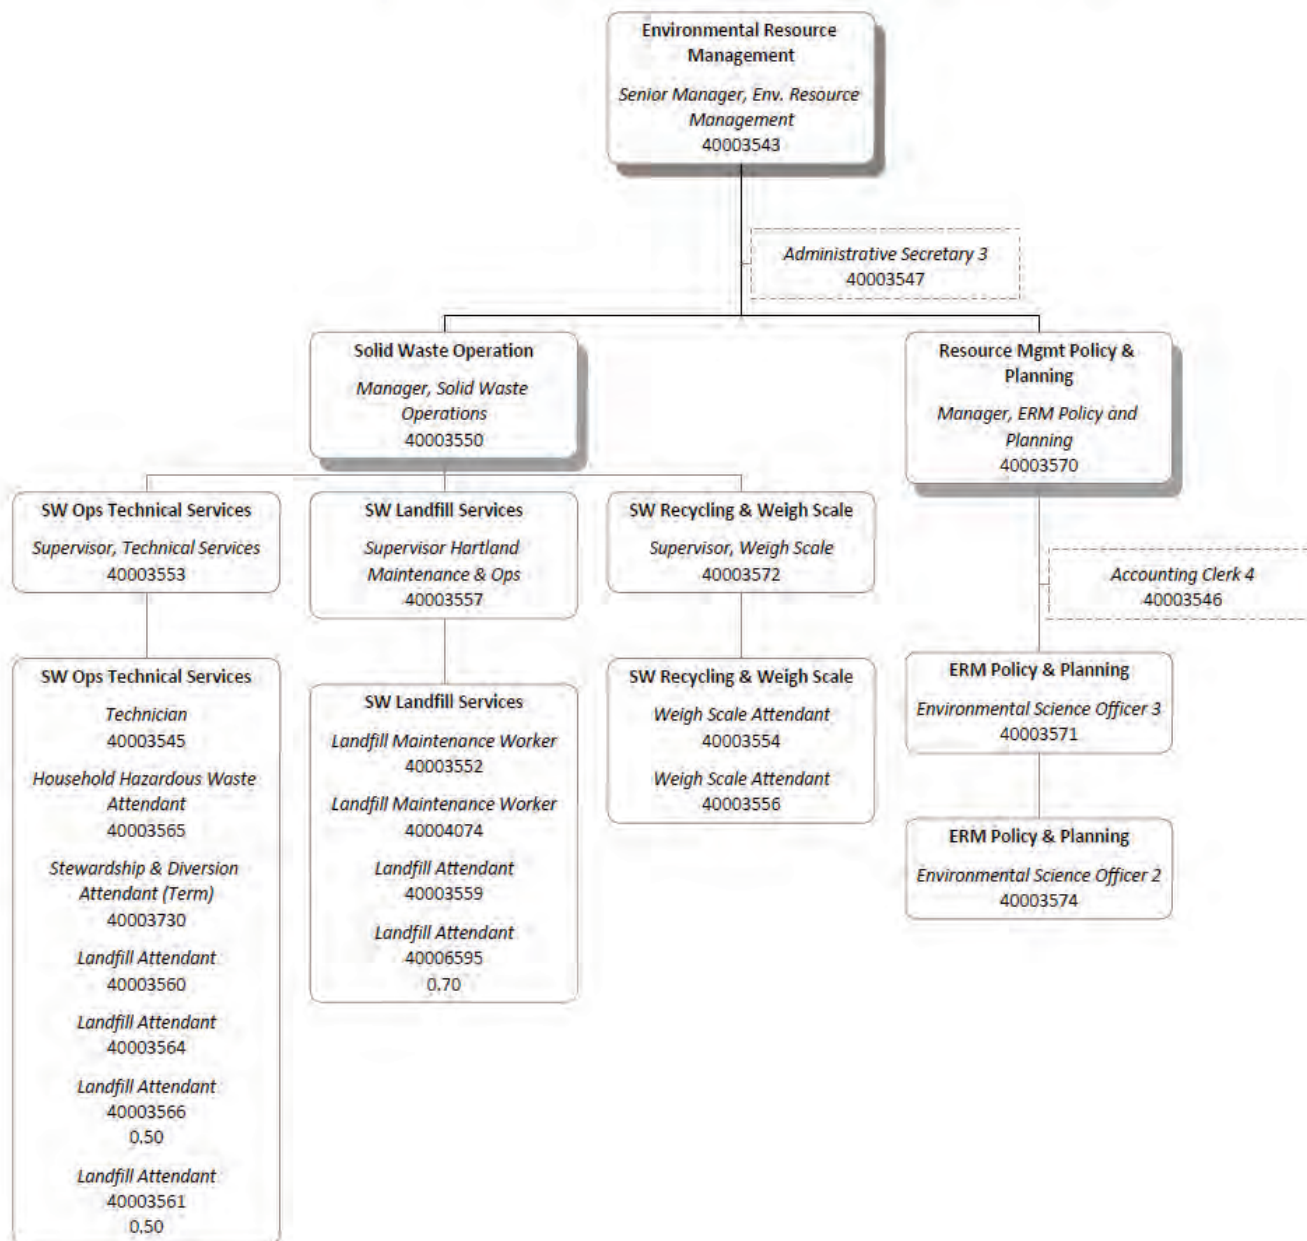 Environmental Resource
Management
Senior Manager, Env. Resource
Management
40003543
Administrative Secretary 3
40003547
Solid Waste Operation
Manager, Solid Waste
Operations
40003550
Resource Mgmt Policy &
Planning
Manager, ERM Policy and
Planning
40003570
SW Ops Technical Services
Supervisor, Technical Services
40003553
SW Landfill Services
Supervisor Hartland
Maintenance & Ops
40003557
SW Recycling & Weigh Scale
Supervisor, Weigh Scale
40003572
Accounting Clerk 4
40003546
SW Ops Technical Services
Technician
40003545
Household Hazardous Waste
Attendant
40003565
Stewardship & Diversion
Attendant (Term)
40003730
Landfill Attendant
40003560
Landfill Attendant
40003564
Landfill Attendant
40003566
0.50
Landfill Attendant
40003561
0.50
SW Landfill Services
Landfill Maintenance Worker
40003552
Landfill Maintenance Worker
40004074
Landfill Attendant
40003559
Landfill Attendant
40006595
0.70
SW Recycling & Weigh Scale
Weigh Scale Attendant
40003554
Weigh Scale Attendant
40003556
ERM Policy & Planning
Environmental Science Officer 3
40003571
ERM Policy & Planning
Environmental Science Officer 2
40003574